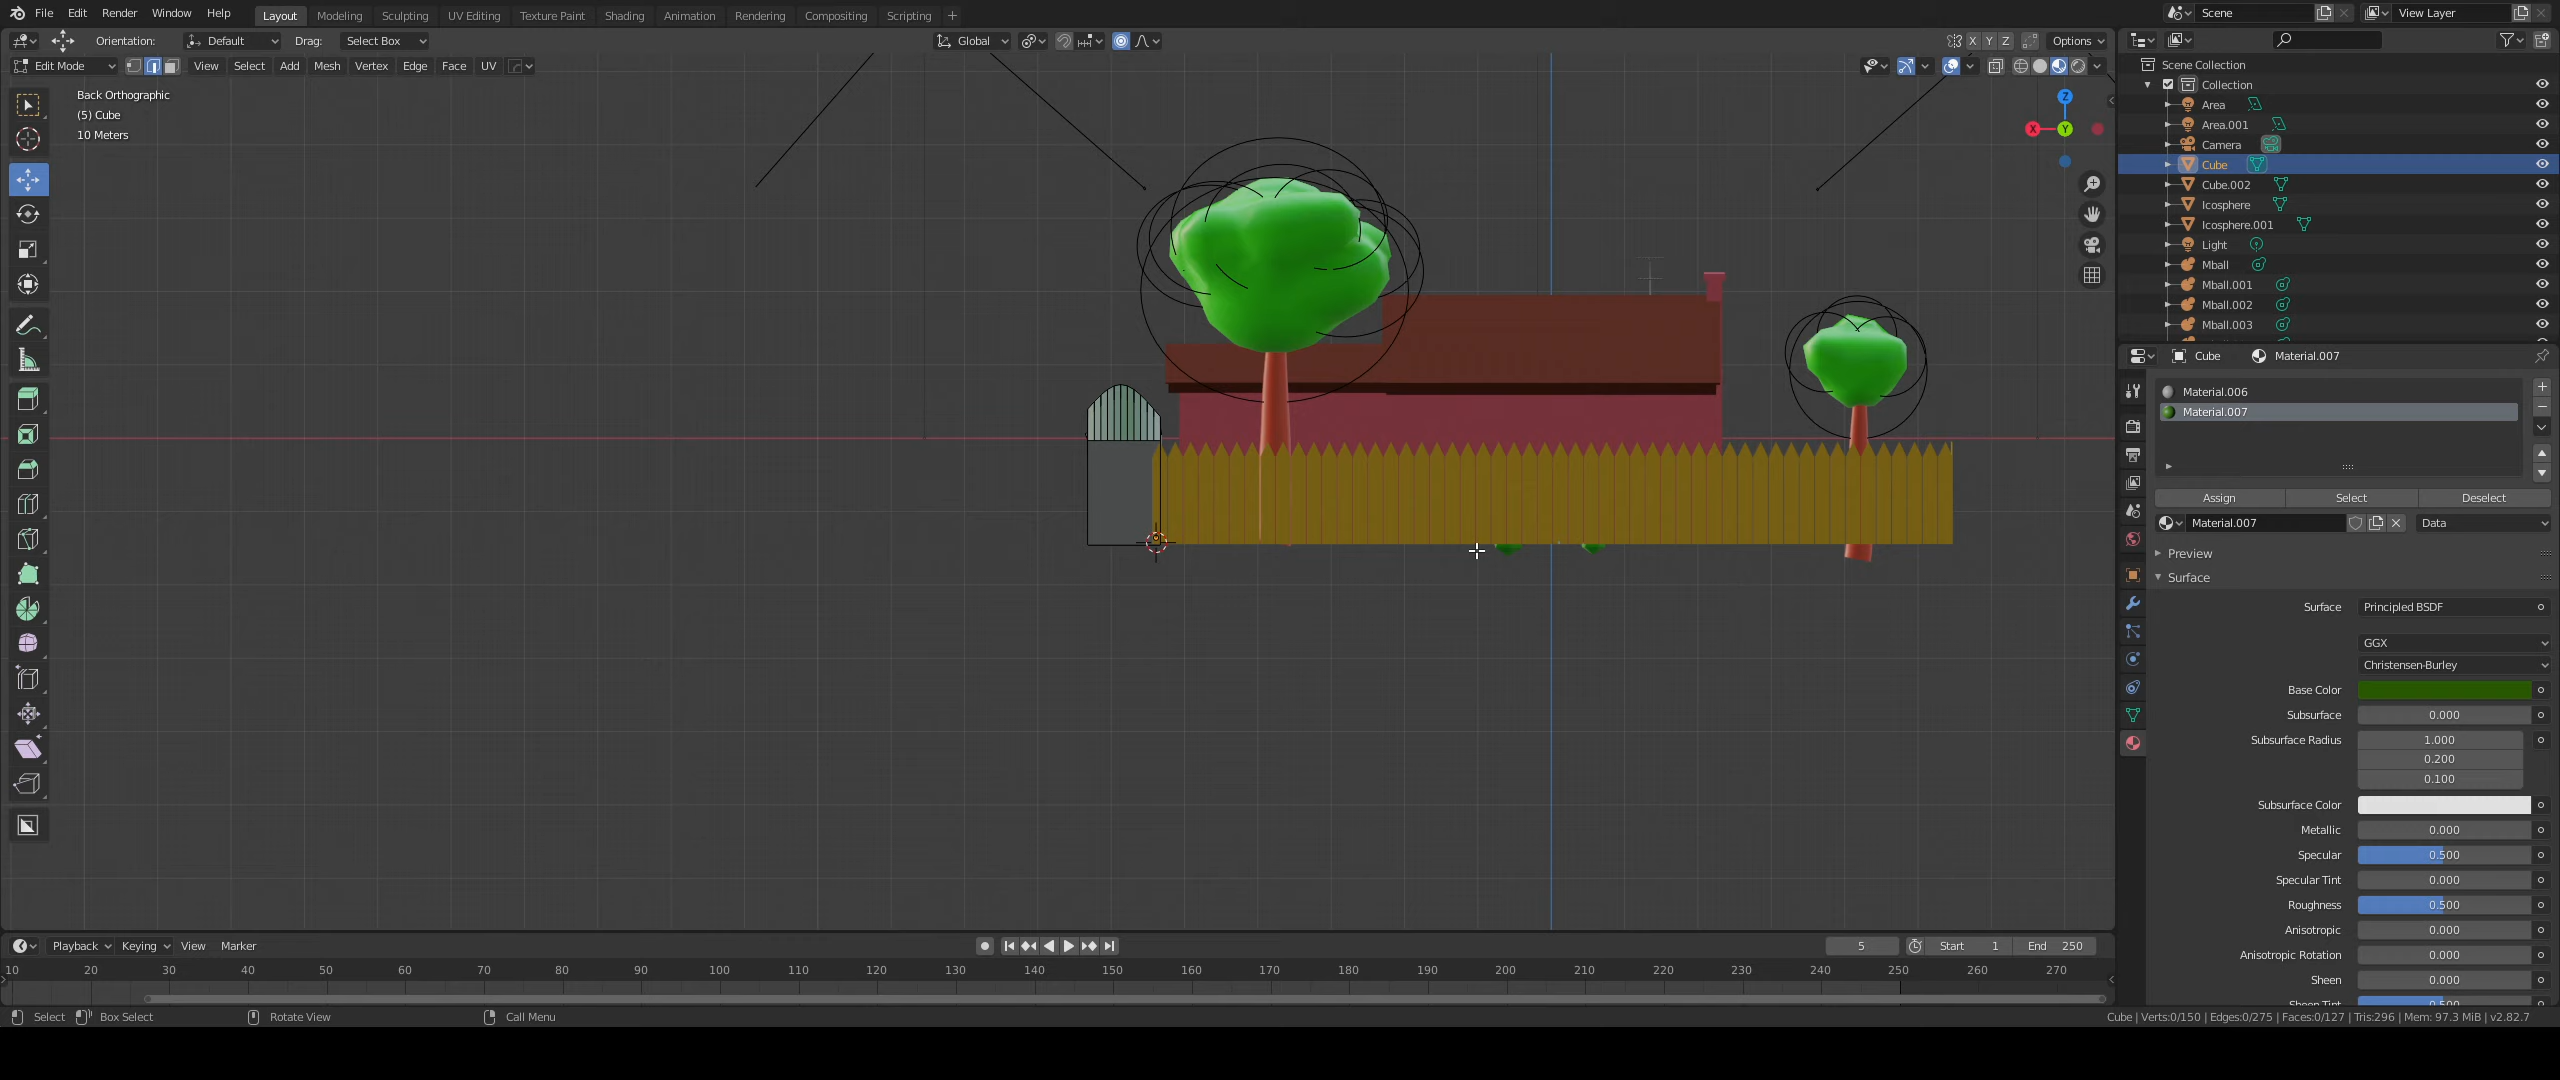 File Edit Render Window Help Layout Modeling Sculpting UV Editing Texture Paint Shading Animation Rendering Compositing Scripting + Scene View Layer
Orientation: Default Drag: Select Box Global X Y Z Options
Edit Mode View Select Add Mesh Vertex Edge Face UV
Back Orthographic
(5) Cube
10 Meters
Z
X
Y
Scene Collection
Collection
Area
Area.001
Camera
Cube
Cube.002
Icosphere
Icosphere.001
Light
Mball
Mball.001
Mball.002
Mball.003
Cube Material.007
Material.006
Material.007
Assign Select Deselect
Material.007 Data
Preview
Surface
Surface Principled BSDF
GGX
Christensen-Burley
Base Color
Subsurface 0.000
Subsurface Radius 1.000
0.200
0.100
Subsurface Color
Metallic 0.000
Specular 0.500
Specular Tint 0.000
Roughness 0.500
Anisotropic 0.000
Anisotropic Rotation 0.000
Sheen 0.000
Sheen Tint 0.500
Playback Keying View Marker 5 Start 1 End 250
10 20 30 40 50 60 70 80 90 100 110 120 130 140 150 160 170 180 190 200 210 220 230 240 250 260 270
Select Box Select Rotate View Call Menu
Cube | Verts:0/150 | Edges:0/275 | Faces:0/127 | Tris:296 | Mem: 97.3 MiB | v2.82.7